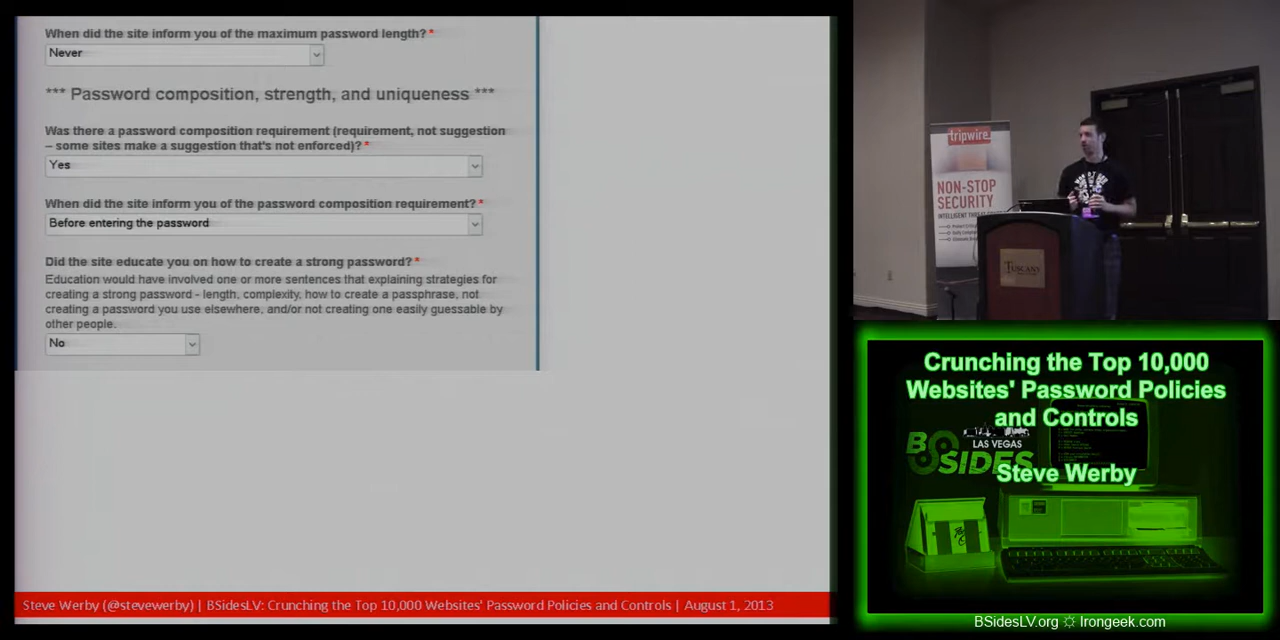 When did the site inform you of the maximum password length? *
Never
*** Password composition, strength, and uniqueness ***
Was there a password composition requirement (requirement, not suggestion
– some sites make a suggestion that's not enforced)? *
Yes
When did the site inform you of the password composition requirement? *
Before entering the password
Did the site educate you on how to create a strong password? *
Education would have involved one or more sentences that explaining strategies for
creating a strong password - length, complexity, how to create a passphrase, not
creating a password you use elsewhere, and/or not creating one easily guessable by
other people.
No
Steve Werby (@stevewerby) | BSidesLV: Crunching the Top 10,000 Websites' Password Policies and Controls | August 1, 2013
tripwire
NON-STOP
SECURITY
TUSCANY
Crunching the Top 10,000
Websites' Password Policies
and Controls
LAS VEGAS
BSIDES
Steve Werby
BSidesLV.org ☼ Irongeek.com